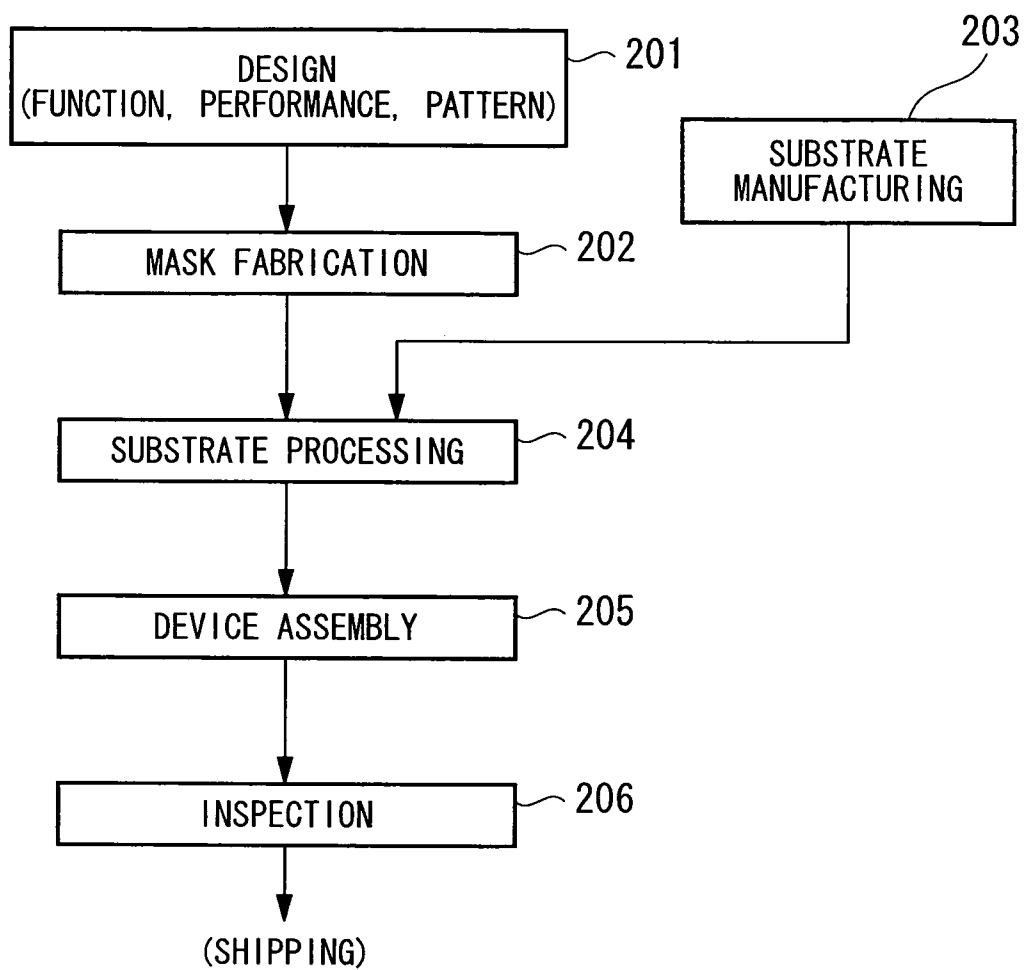 DESIGN
(FUNCTION, PERFORMANCE, PATTERN)
201
203
SUBSTRATE
MANUFACTURING
MASK FABRICATION
202
SUBSTRATE PROCESSING
204
DEVICE ASSEMBLY
205
INSPECTION
206
(SHIPPING)